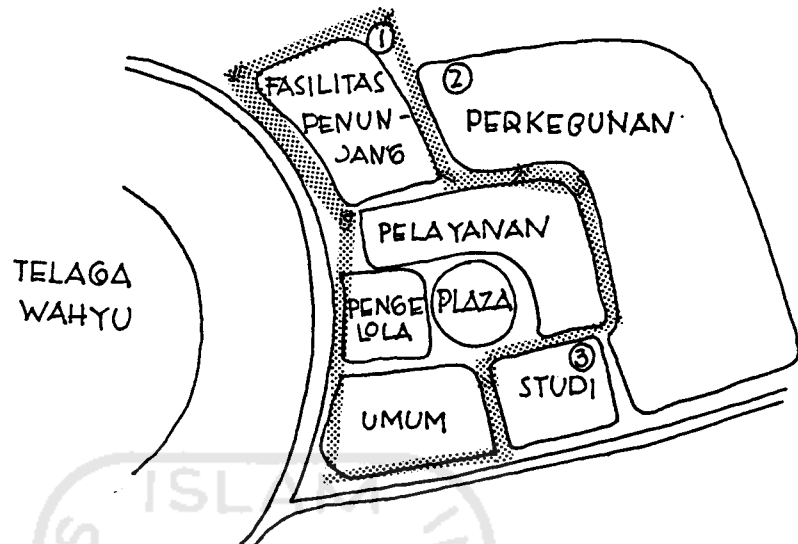 ①
FASILITAS
PENUN-
JANG
②
PERKEBUNAN
PELAYANAN
TELAGA
WAHYU
PENGE
LOLA
PLAZA
③
STUDI
UMUM
ISLAM